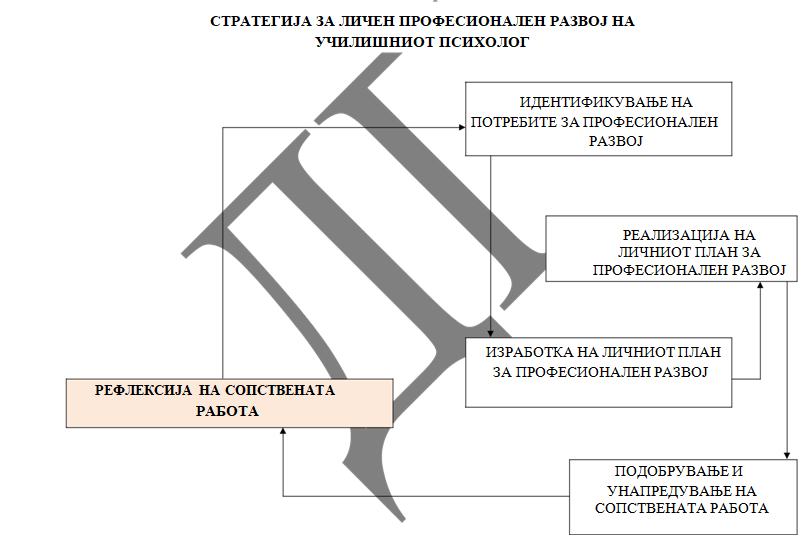 СТРАТЕГИЈА ЗА ЛИЧЕН ПРОФЕСИОНАЛЕН РАЗВОЈ НА
УЧИЛИШНИОТ ПСИХОЛОГ
ИДЕНТИФИКУВАЊЕ НА
ПОТРЕБИТЕ ЗА ПРОФЕСИОНАЛЕН
РАЗВОЈ
РЕАЛИЗАЦИЈА НА
ЛИЧНИОТ ПЛАН ЗА
ПРОФЕСИОНАЛЕН РАЗВОЈ
ИЗРАБОТКА НА ЛИЧНИОТ ПЛАН
ЗА ПРОФЕСИОНАЛЕН РАЗВОЈ
РЕФЛЕКСИЈА НА СОПСТВЕНАТА
РАБОТА
ПОДОБРУВАЊЕ И
УНАПРЕДУВАЊЕ НА
СОПСТВЕНАТА РАБОТА